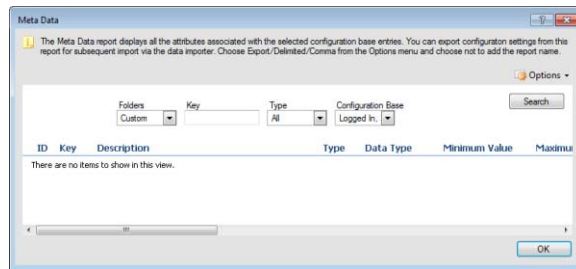 Meta Data
The Meta Data report displays all the attributes associated with the selected configuration base entries. You can export configuraton settings from this
report for subsequent import via the data importer. Choose Export/Delimited/Comma from the Options menu and choose not to add the report name.
Options
Folders Key Type Configuration Base Search
Custom All Logged In.
ID Key Description Type Data Type Minimum Value Maximu
There are no items to show in this view.
OK